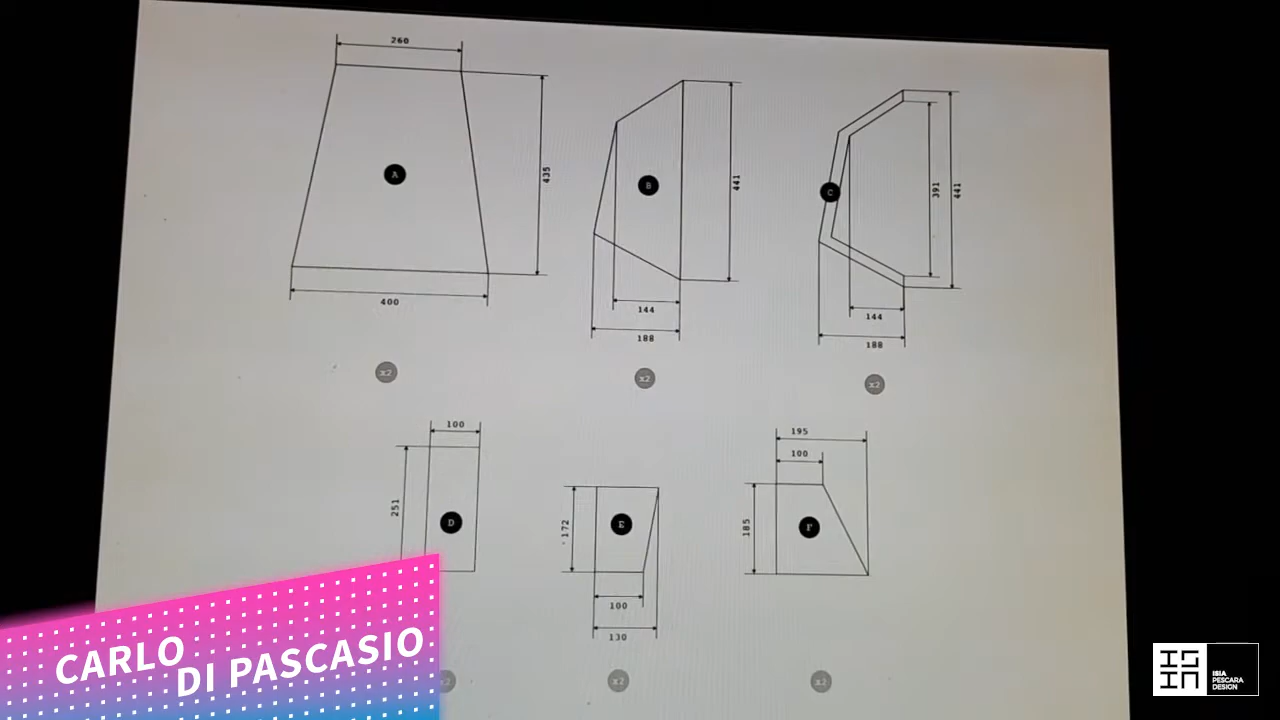 260
A
435
400
B
441
144
188
C
391
441
144
188
x2
x2
x2
100
251
D
172
E
100
130
195
100
185
F
x2
x2
x2
CARLO
DI PASCASIO
ISIA
PESCARA
DESIGN